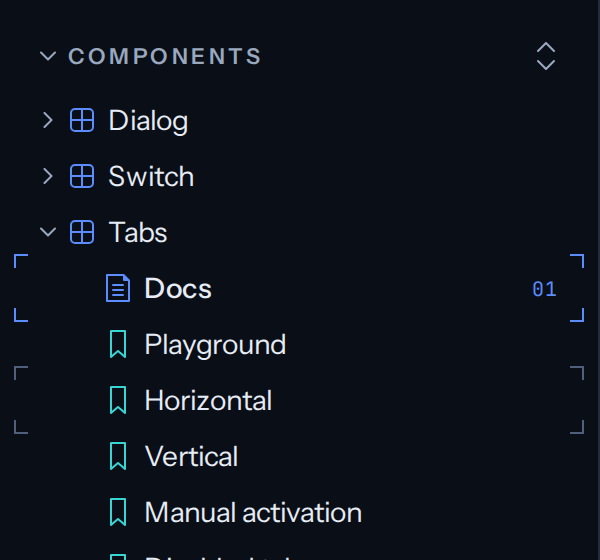 COMPONENTS
Dialog
Switch
Tabs
Docs 01
Playground
Horizontal
Vertical
Manual activation